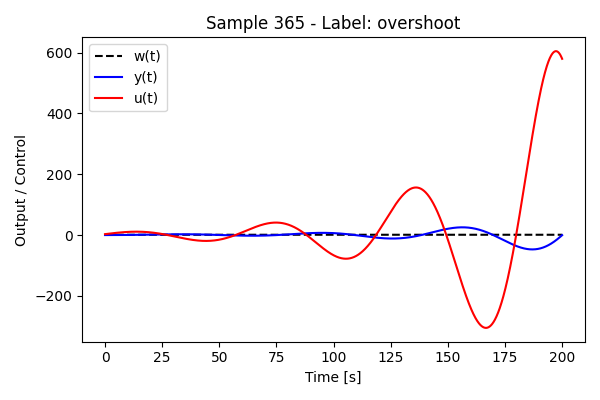 Sample 365 - Label: overshoot
w(t)
y(t)
u(t)
Output / Control
600
400
200
0
−200
0 25 50 75 100 125 150 175 200
Time [s]